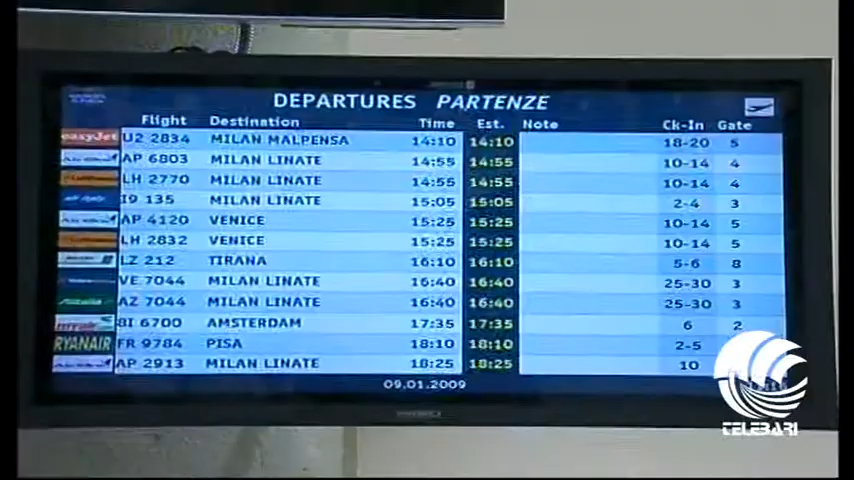 DEPARTURES PARTENZE
Flight Destination Time Est. Note Ck-In Gate
easyJet U2 2834 MILAN MALPENSA 14:10 14:10 18-20 5
AP 6803 MILAN LINATE 14:55 14:55 10-14 4
LH 2770 MILAN LINATE 14:55 14:55 10-14 4
I9 135 MILAN LINATE 15:05 15:05 2-4 3
AP 4120 VENICE 15:25 15:25 10-14 5
LH 2832 VENICE 15:25 15:25 10-14 5
LZ 212 TIRANA 16:10 16:10 5-6 8
VE 7044 MILAN LINATE 16:40 16:40 25-30 3
AZ 7044 MILAN LINATE 16:40 16:40 25-30 3
8I 6700 AMSTERDAM 17:35 17:35 6 2
RYANAIR FR 9784 PISA 18:10 18:10 2-5
AP 2913 MILAN LINATE 18:25 18:25 10
09.01.2009
TELEBARI